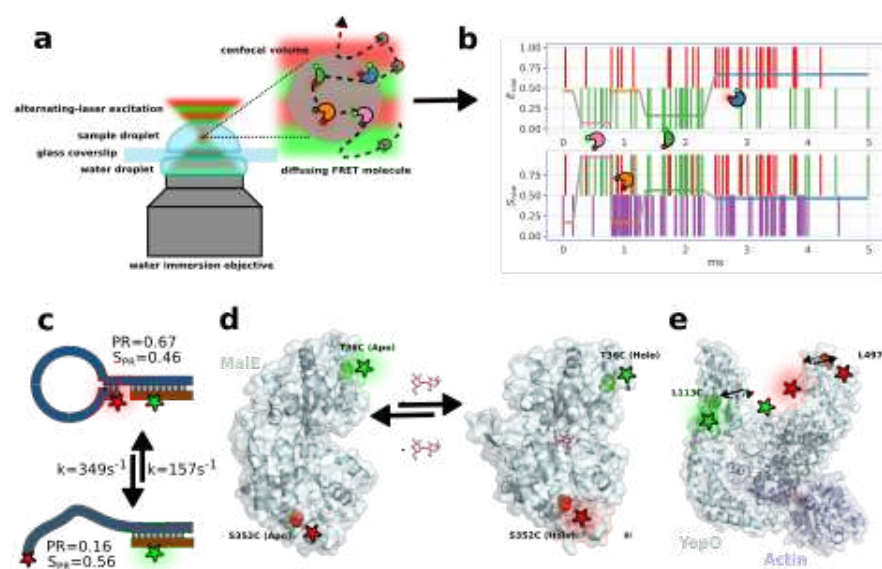 a
confocal volume
alternating-laser excitation
sample droplet
glass coverslip
water droplet
diffusing FRET molecule
water immersion objective
b
1.00
0.75
0.50
0.25
0.00
0 1 2 3 4 5
0.75
0.50
0.25
0.00
0 1 2 3 4 5
ms
c
PR=0.67
S_PR=0.46
k=349s⁻¹
k=157s⁻¹
PR=0.16
S_PR=0.56
d
MalE
T36C (Apo)
S352C (Apo)
T36C (Holo)
S352C (Holo)
e
L113C
L497
YopO
Actin